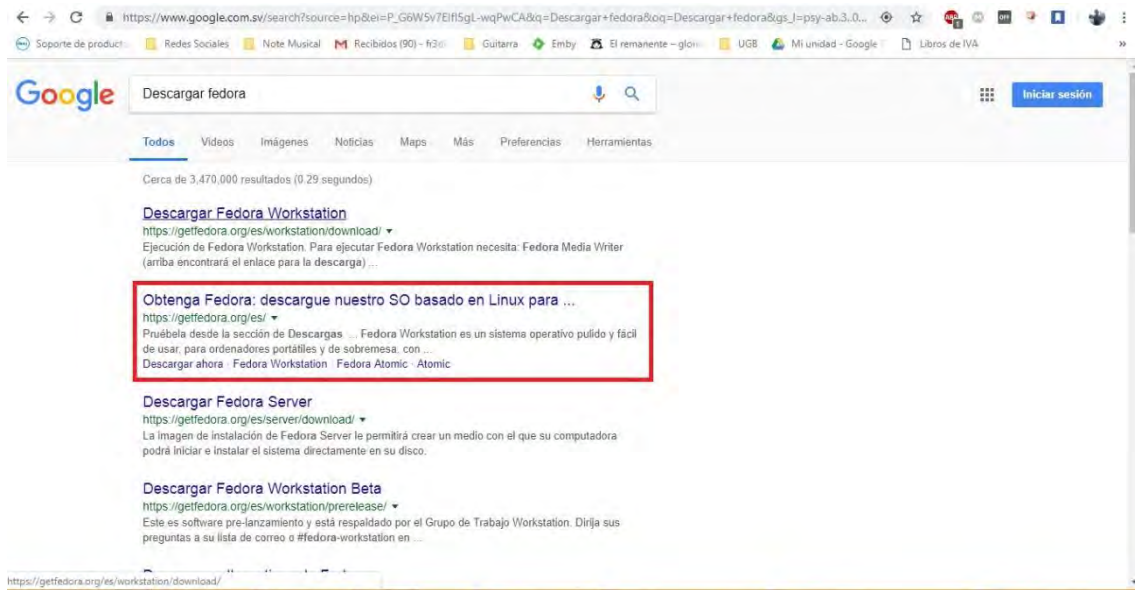 https://www.google.com.sv/search?source=hp&ei=P_G6W5v7EIfi5gL-wqPwCA&q=Descargar+fedora&oq=Descargar+fedora&gs_l=psy-ab.3.0...
Soporte de product
Redes Sociales
Note Musical
Recibidos (90) - fr3d
Guitarra
Emby
El remanente – glori
UGB
Mi unidad - Google
Libros de IVA
»
Google
Descargar fedora
Iniciar sesión
Todos
Videos
Imágenes
Noticias
Maps
Más
Preferencias
Herramientas
Cerca de 3,470,000 resultados (0.29 segundos)
Descargar Fedora Workstation
https://getfedora.org/es/workstation/download/
Ejecución de Fedora Workstation. Para ejecutar Fedora Workstation necesita: Fedora Media Writer
(arriba encontrará el enlace para la descarga) ...
Obtenga Fedora: descargue nuestro SO basado en Linux para ...
https://getfedora.org/es/
Pruébela desde la sección de Descargas. ... Fedora Workstation es un sistema operativo pulido y fácil
de usar, para ordenadores portátiles y de sobremesa, con ...
Descargar ahora · Fedora Workstation · Fedora Atomic · Atomic
Descargar Fedora Server
https://getfedora.org/es/server/download/
La imagen de instalación de Fedora Server le permitirá crear un medio con el que su computadora
podrá iniciar e instalar el sistema directamente en su disco.
Descargar Fedora Workstation Beta
https://getfedora.org/es/workstation/prerelease/
Este es software pre-lanzamiento y está respaldado por el Grupo de Trabajo Workstation. Dirija sus
preguntas a su lista de correo o #fedora-workstation en ...
https://getfedora.org/es/workstation/download/